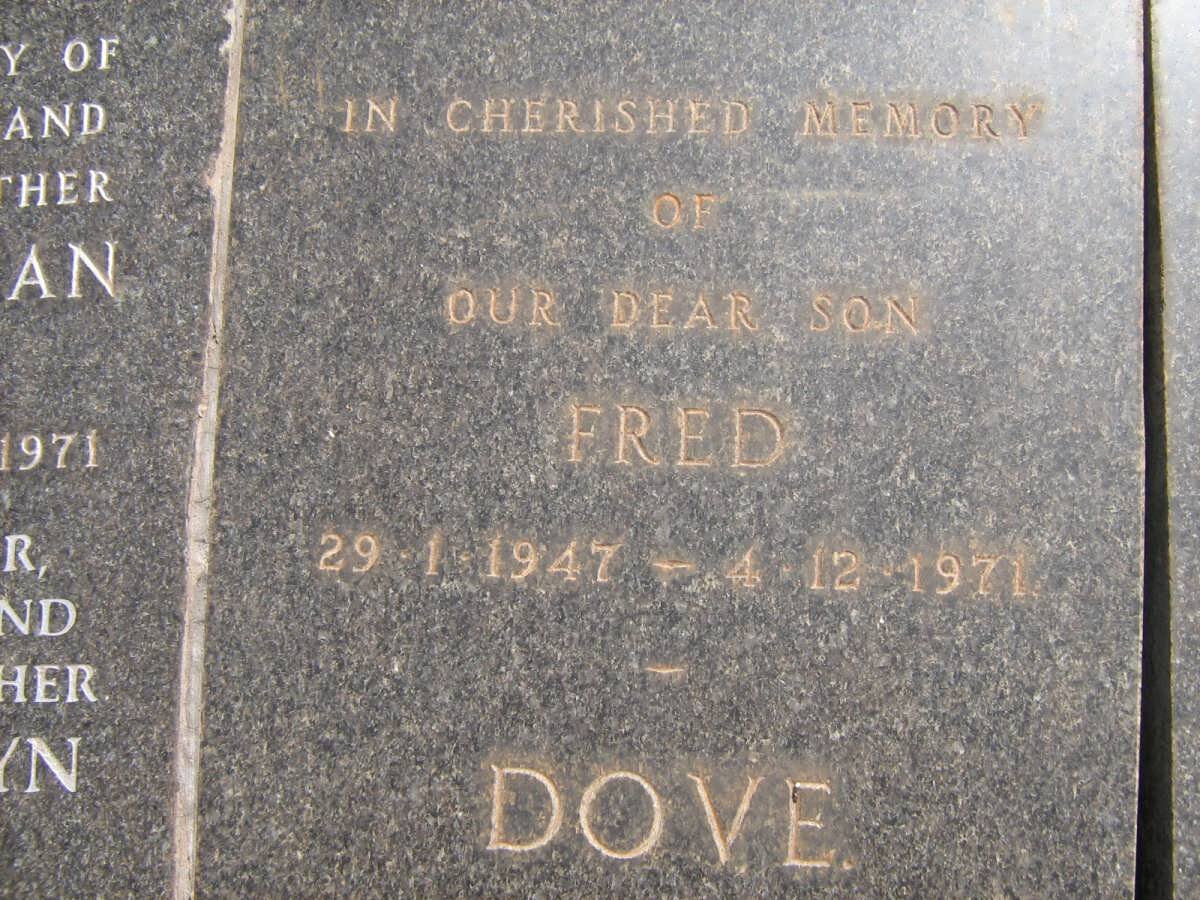 Y OF
AND
THER
AN
1971
R,
ND
HER
YN
IN CHERISHED MEMORY
OF
OUR DEAR SON
FRED
29·1·1947 – 4·12·1971.
–
DOVE.